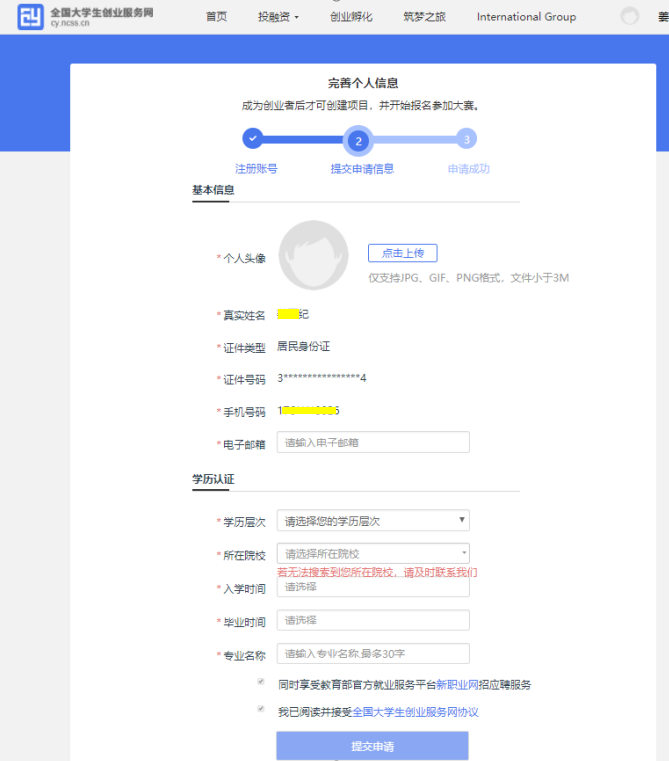 全国大学生创业服务网
cy.ncss.cn
首页 投融资 创业孵化 筑梦之旅 International Group 姜
完善个人信息
成为创业者后才可创建项目，并开始报名参加大赛。
2 3
注册账号 提交申请信息 申请成功
基本信息
* 个人头像 点击上传
仅支持JPG、GIF、PNG格式，文件小于3M
* 真实姓名 纪
* 证件类型 居民身份证
* 证件号码 3****************4
* 手机号码
* 电子邮箱 请输入电子邮箱
学历认证
* 学历层次 请选择您的学历层次
* 所在院校 请选择所在院校
若无法搜索到您所在院校，请及时联系我们
* 入学时间 请选择
* 毕业时间 请选择
* 专业名称 请输入专业名称,最多30字
同时享受教育部官方就业服务平台新职业网招应聘服务
我已阅读并接受全国大学生创业服务网协议
提交申请